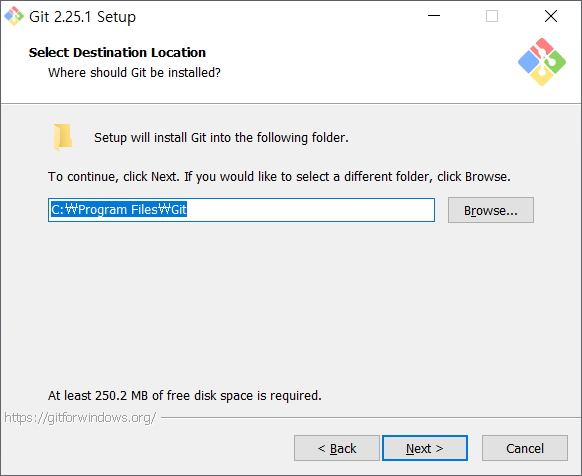 Git 2.25.1 Setup
Select Destination Location
Where should Git be installed?
Setup will install Git into the following folder.
To continue, click Next. If you would like to select a different folder, click Browse.
C:₩Program Files₩Git
Browse...
At least 250.2 MB of free disk space is required.
https://gitforwindows.org/
< Back
Next >
Cancel